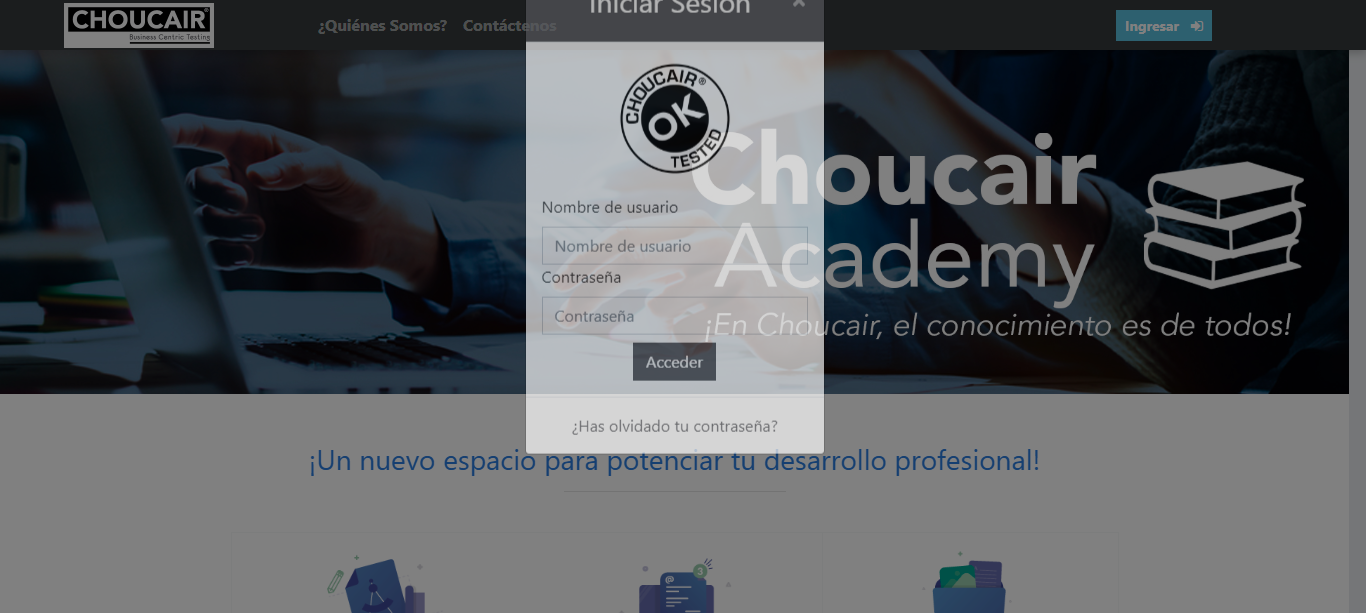 CHOUCAIR®
Business Centric Testing
¿Quiénes Somos?
Contáctenos
Ingresar
Iniciar Sesión
×
CHOUCAIR®
OK
TESTED
Nombre de usuario
Nombre de usuario
Contraseña
Contraseña
Acceder
¿Has olvidado tu contraseña?
Choucair
Academy
¡En Choucair, el conocimiento es de todos!
¡Un nuevo espacio para potenciar tu desarrollo profesional!
@
3